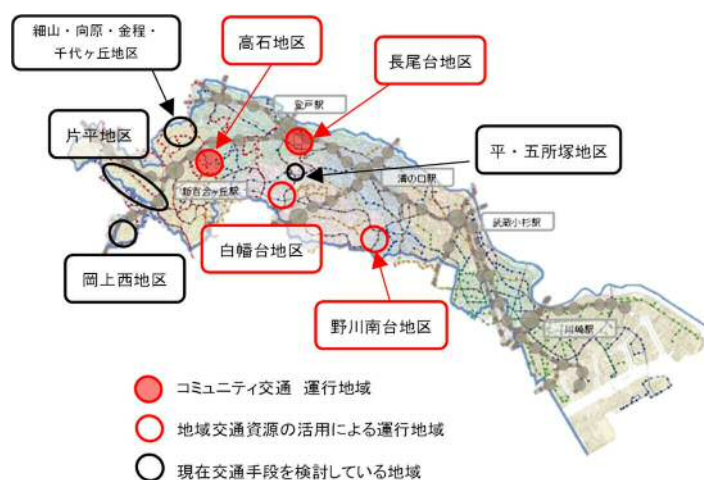 細山・向原・金程・
千代ヶ丘地区
高石地区
長尾台地区
登戸駅
片平地区
平・五所塚地区
溝の口駅
新百合ヶ丘駅
武蔵小杉駅
白幡台地区
岡上西地区
野川南台地区
川崎駅
コミュニティ交通 運行地域
地域交通資源の活用による運行地域
現在交通手段を検討している地域